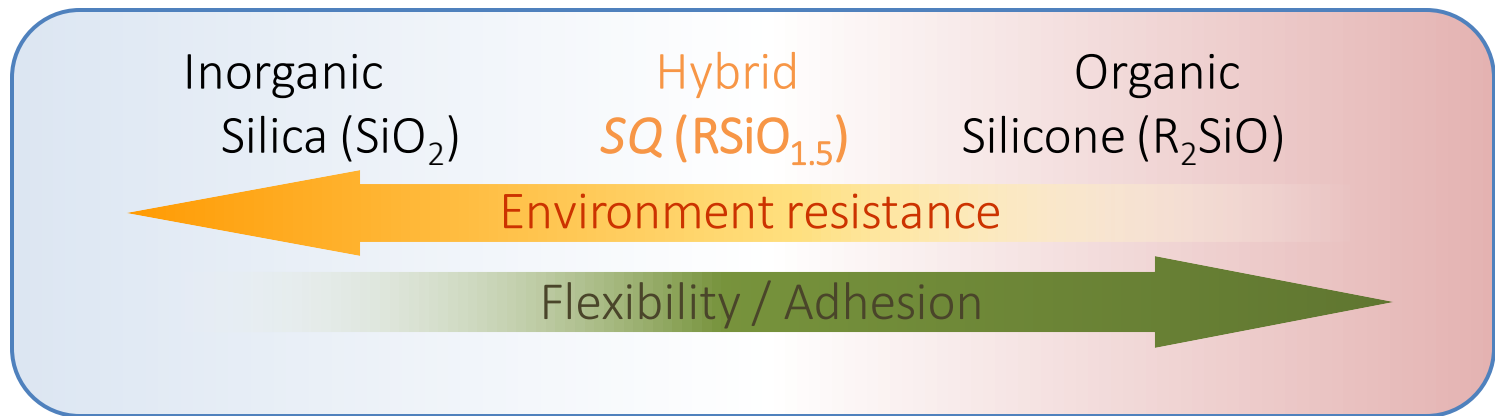 Inorganic Hybrid Organic
Silica (SiO₂) SQ (RSiO₁.₅) Silicone (R₂SiO)
Environment resistance
Flexibility / Adhesion